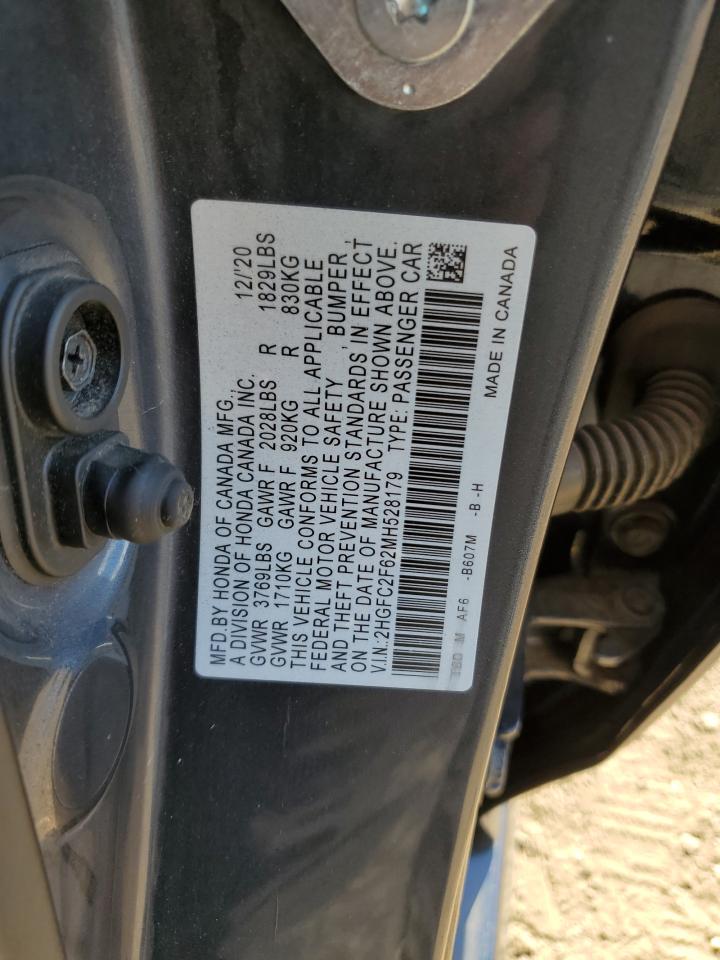 MFD.BY HONDA OF CANADA MFG.,
A DIVISION OF HONDA CANADA INC. 12/'20
GVWR 3769LBS GAWR F 2028LBS R 1829LBS
GVWR 1710KG GAWR F 920KG R 830KG
THIS VEHICLE CONFORMS TO ALL APPLICABLE
FEDERAL MOTOR VEHICLE SAFETY , BUMPER ,
AND THEFT PREVENTION STANDARDS IN EFFECT
ON THE DATE OF MANUFACTURE SHOWN ABOVE.
V.I.N.:2HGFC2F62MH528179 TYPE: PASSENGER CAR
M AF6 -B607M -B -H
MADE IN CANADA